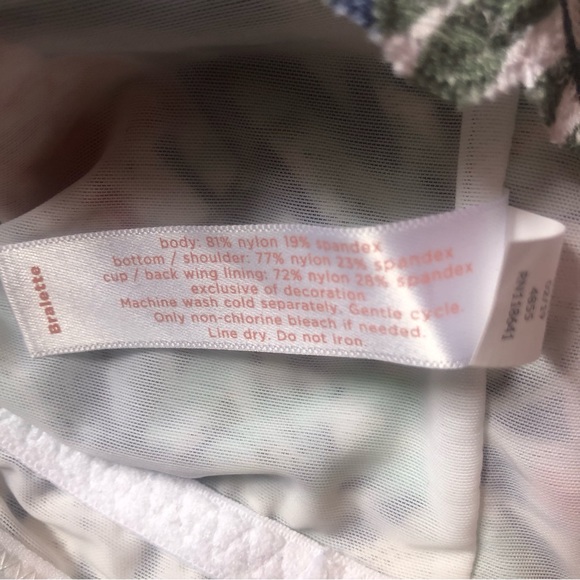 Bralette
body: 81% nylon 19% spandex
bottom / shoulder: 77% nylon 23% spandex
cup / back wing lining: 72% nylon 28% spandex
exclusive of decoration
Machine wash cold separately. Gentle cycle.
Only non-chlorine bleach if needed.
Line dry. Do not iron.
4655
RN13841